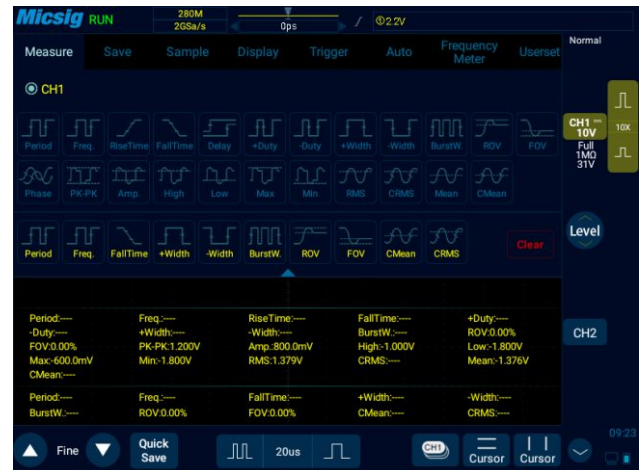 Micsig RUN 280M 2GSa/s 0ps ①2.2V
Measure Save Sample Display Trigger Auto Frequency Meter Userset Normal
CH1
Period Freq. RiseTime FallTime Delay +Duty -Duty +Width -Width BurstW. ROV FOV
CH1 10V 10X
Full
1MΩ
31V
Phase PK-PK Amp. High Low Max Min RMS CRMS Mean CMean
Period Freq. FallTime +Width -Width BurstW. ROV FOV CMean CRMS Clear
Level
Period:---- Freq.:---- RiseTime:---- FallTime:---- +Duty:----
-Duty:---- +Width:---- -Width:---- BurstW.:---- ROV:0.00%
FOV:0.00% PK-PK:1.200V Amp.:800.0mV High:-1.000V Low:-1.800V
Max:-600.0mV Min:-1.800V RMS:1.379V CRMS:---- Mean:-1.376V
CMean:----
CH2
Period:---- Freq.:---- FallTime:---- +Width:---- -Width:----
BurstW.:---- ROV:0.00% FOV:0.00% CMean:---- CRMS:----
Fine Quick Save 20us CH1 Cursor Cursor 09:23